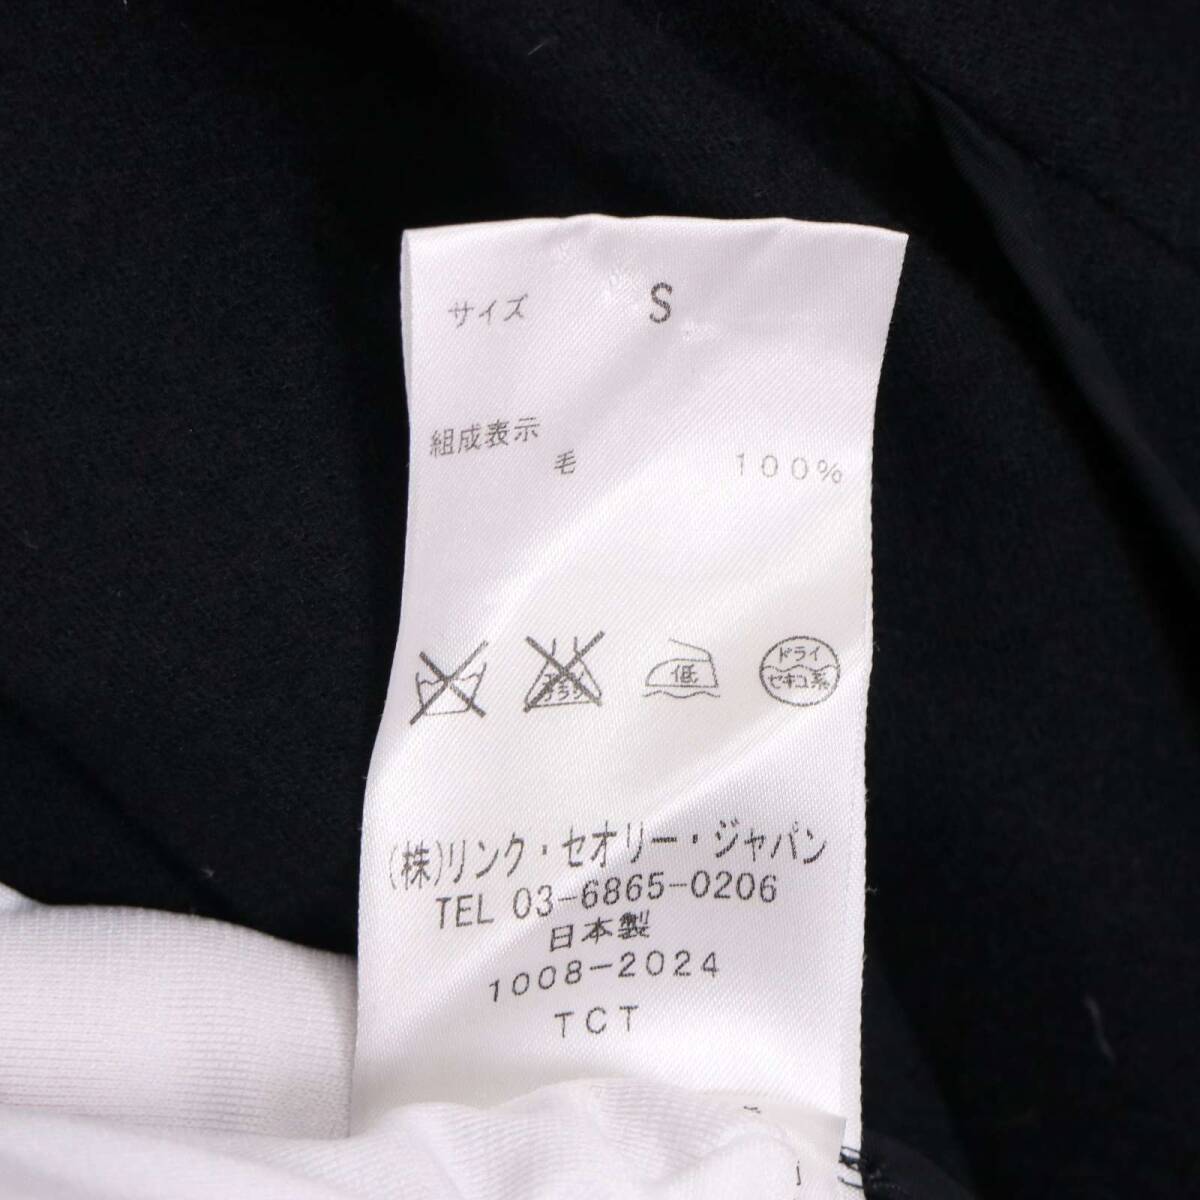 サイズ S
組成表示
毛 100%
低
ドライ
セキユ系
(株)リンク・セオリー・ジャパン
TEL 03-6865-0206
日本製
1008-2024
TCT